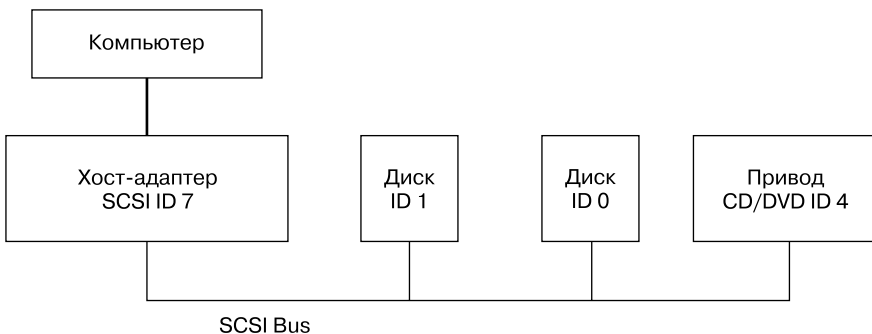 Компьютер
Хост-адаптер
SCSI ID 7
Диск
ID 1
Диск
ID 0
Привод
CD/DVD ID 4
SCSI Bus